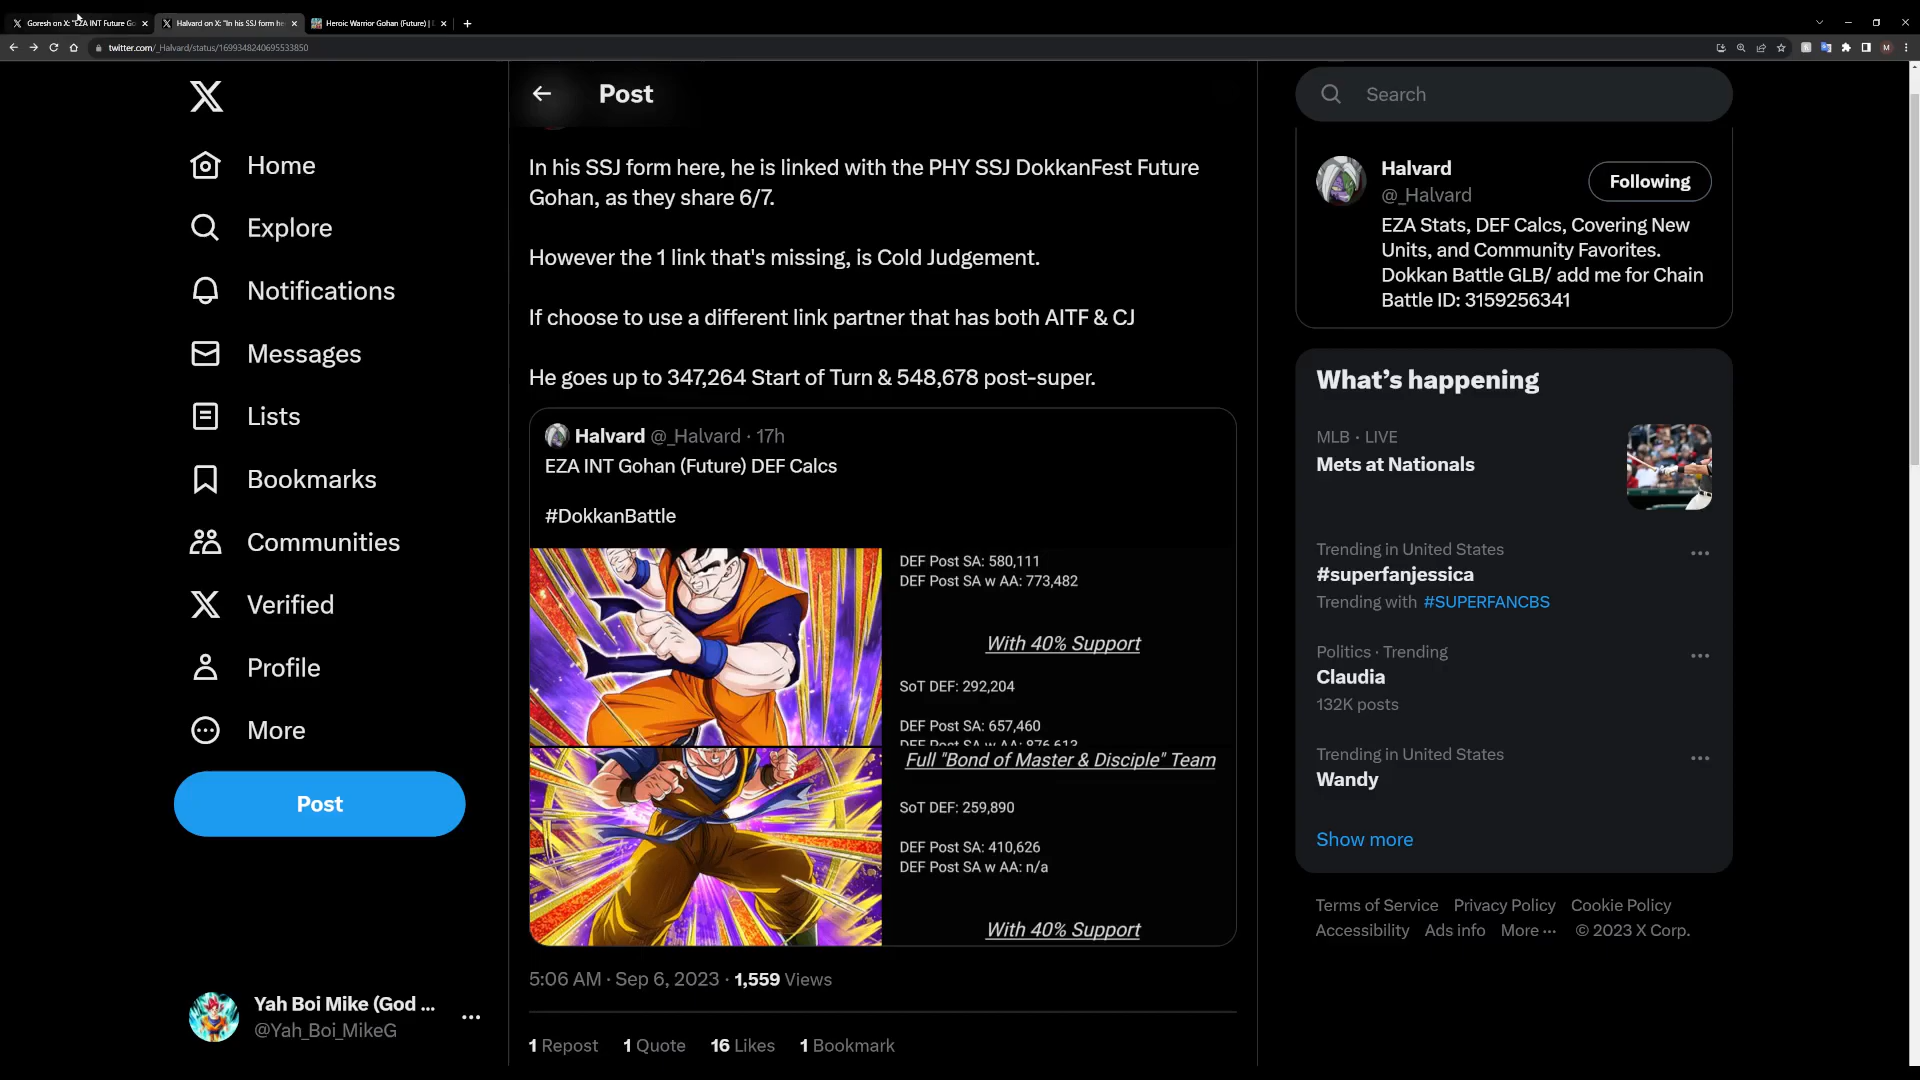 Goresh on X: "EZA INT Future Go
Halvard on X: "In his SSJ form he
Heroic Warrior Gohan (Future) |
twitter.com/_Halvard/status/1699348240695533850
M
Home
Explore
Notifications
Messages
Lists
Bookmarks
Communities
Verified
Profile
More
Post
Yah Boi Mike (God ...
@Yah_Boi_MikeG
Post
In his SSJ form here, he is linked with the PHY SSJ DokkanFest Future
Gohan, as they share 6/7.
However the 1 link that's missing, is Cold Judgement.
If choose to use a different link partner that has both AITF & CJ
He goes up to 347,264 Start of Turn & 548,678 post-super.
Halvard @_Halvard · 17h
EZA INT Gohan (Future) DEF Calcs
#DokkanBattle
DEF Post SA: 580,111
DEF Post SA w AA: 773,482
With 40% Support
SoT DEF: 292,204
DEF Post SA: 657,460
DEF Post SA w AA: 876,613
Full "Bond of Master & Disciple" Team
SoT DEF: 259,890
DEF Post SA: 410,626
DEF Post SA w AA: n/a
With 40% Support
5:06 AM · Sep 6, 2023 · 1,559 Views
1 Repost 1 Quote 16 Likes 1 Bookmark
Search
Halvard
@_Halvard
Following
EZA Stats, DEF Calcs, Covering New
Units, and Community Favorites.
Dokkan Battle GLB/ add me for Chain
Battle ID: 3159256341
What's happening
MLB · LIVE
Mets at Nationals
Trending in United States
#superfanjessica
Trending with #SUPERFANCBS
Politics · Trending
Claudia
132K posts
Trending in United States
Wandy
Show more
Terms of Service Privacy Policy Cookie Policy
Accessibility Ads info More ··· © 2023 X Corp.